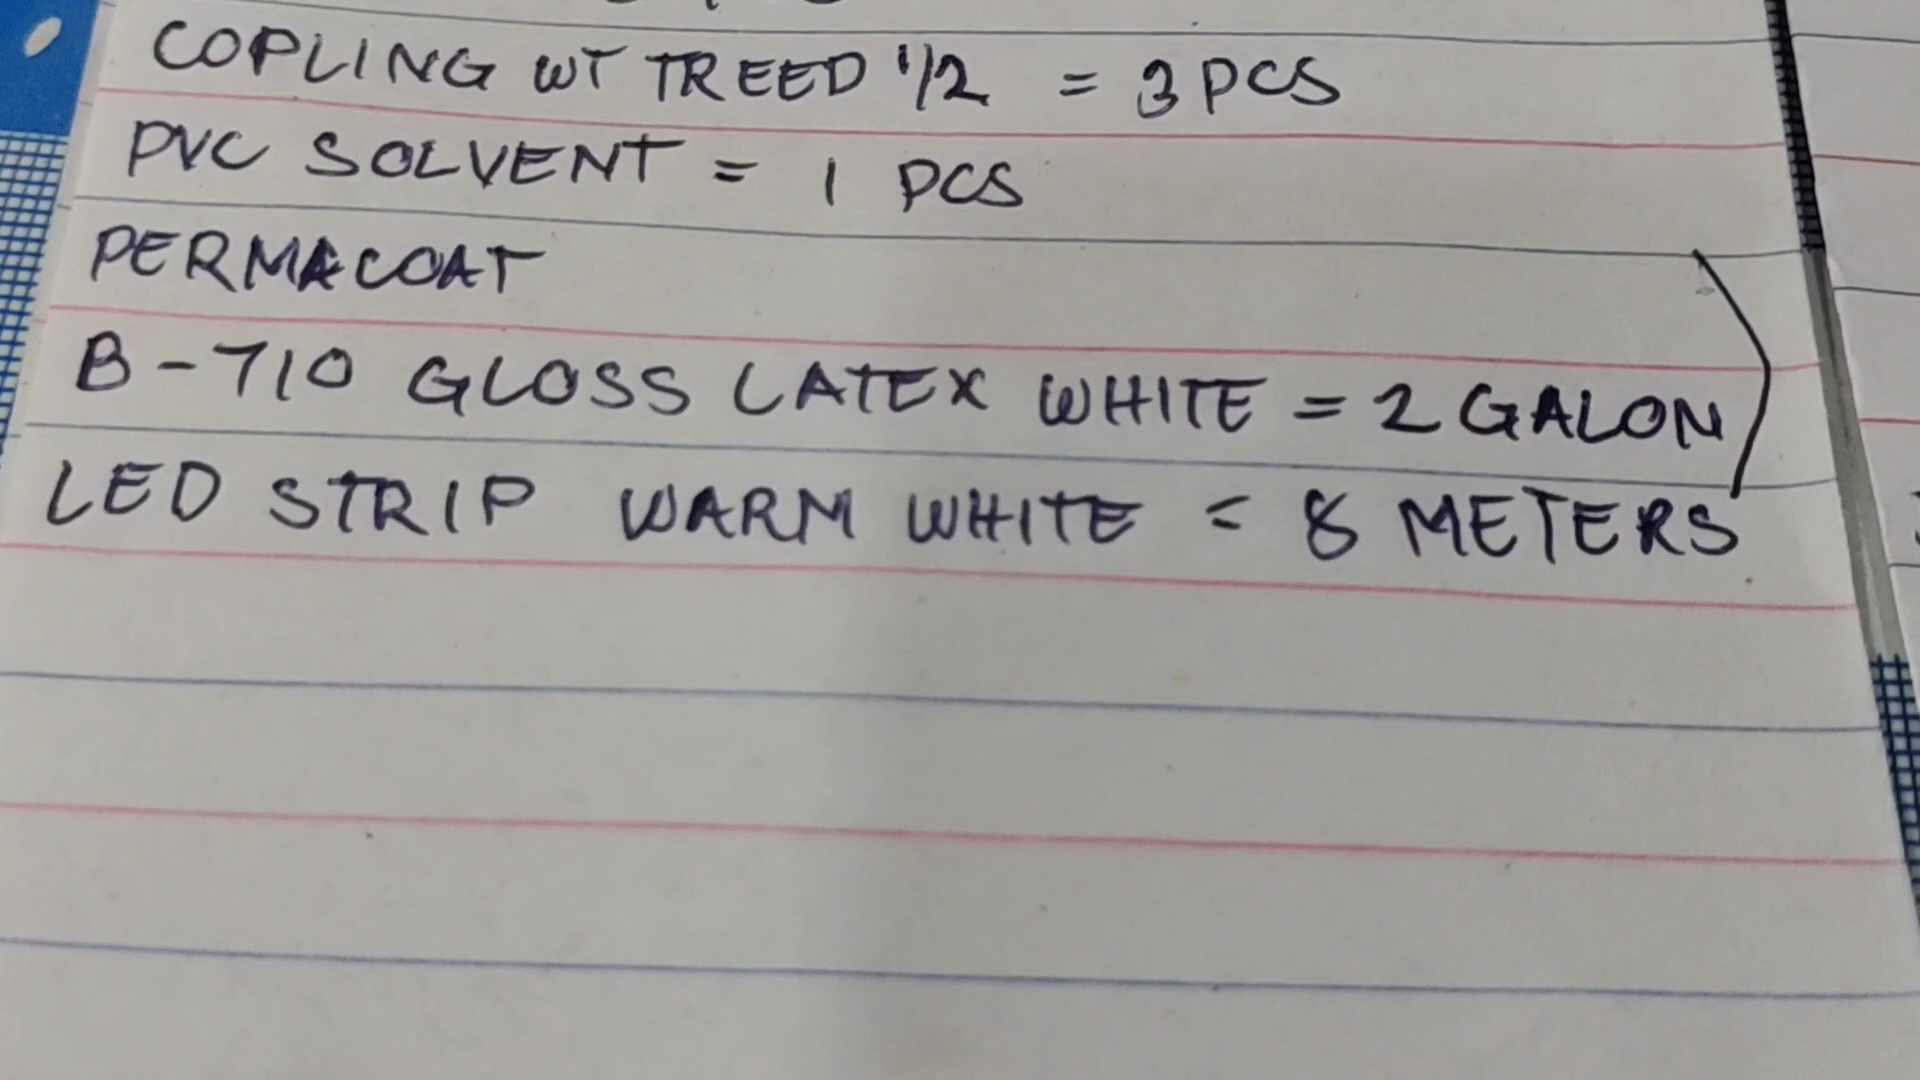 COPLING WT TREED 1/2 = 3 PCS
PVC SOLVENT = 1 PCS
PERMACOAT
B-710 GLOSS LATEX WHITE = 2 GALON
LED STRIP WARM WHITE = 8 METERS